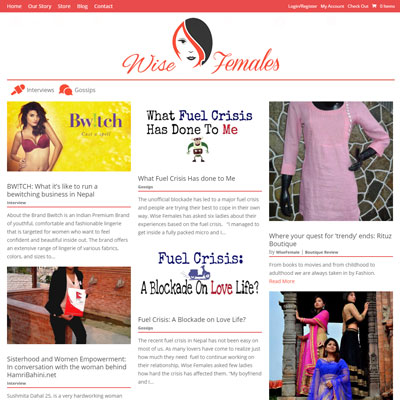 Home Our Story Store Blog Contact
Login/Register My Account Check Out 0 Items
Wise Females
Interviews Gossips
Bw!tch
Cast a spell
BW!TCH: What it's like to run a
bewitching business in Nepal
Interview
About the Brand Bwitch is an Indian Premium Brand
of youthful, comfortable and fashionable lingerie
that is targeted for women who want to feel
confident and beautiful inside out. The brand offers
an extensive range of lingerie of various fabrics,
colors, and sizes to...
Sisterhood and Women Empowerment:
In conversation with the woman behind
HamriBahini.net
Interview
Sushmita Dahal 25, is a very hardworking woman
What Fuel Crisis
Has Done To Me
What Fuel Crisis Has done to Me
Gossips
The unofficial blockade has led to a major fuel crisis
and people are trying their best to cope in their own
way. Wise Females has asked six ladies about their
experiences based on the fuel crisis. "I managed to
get inside a fully packed micro and I...
Fuel Crisis:
A Blockade On Love Life?
Fuel Crisis: A Blockade on Love Life?
Gossips
The recent fuel crisis in Nepal has not been easy on
most of us. As many lovers have come to realize just
how much they need fuel to continue working on
their relationship, Wise Females asked few ladies
how hard the crisis has affected them. "My boyfriend
and I...
Where your quest for 'trendy' ends: Rituz
Boutique
by WiseFemale | Boutique Review
From books to movies and from childhood to
adulthood we are always taken in by Fashion.
Read More